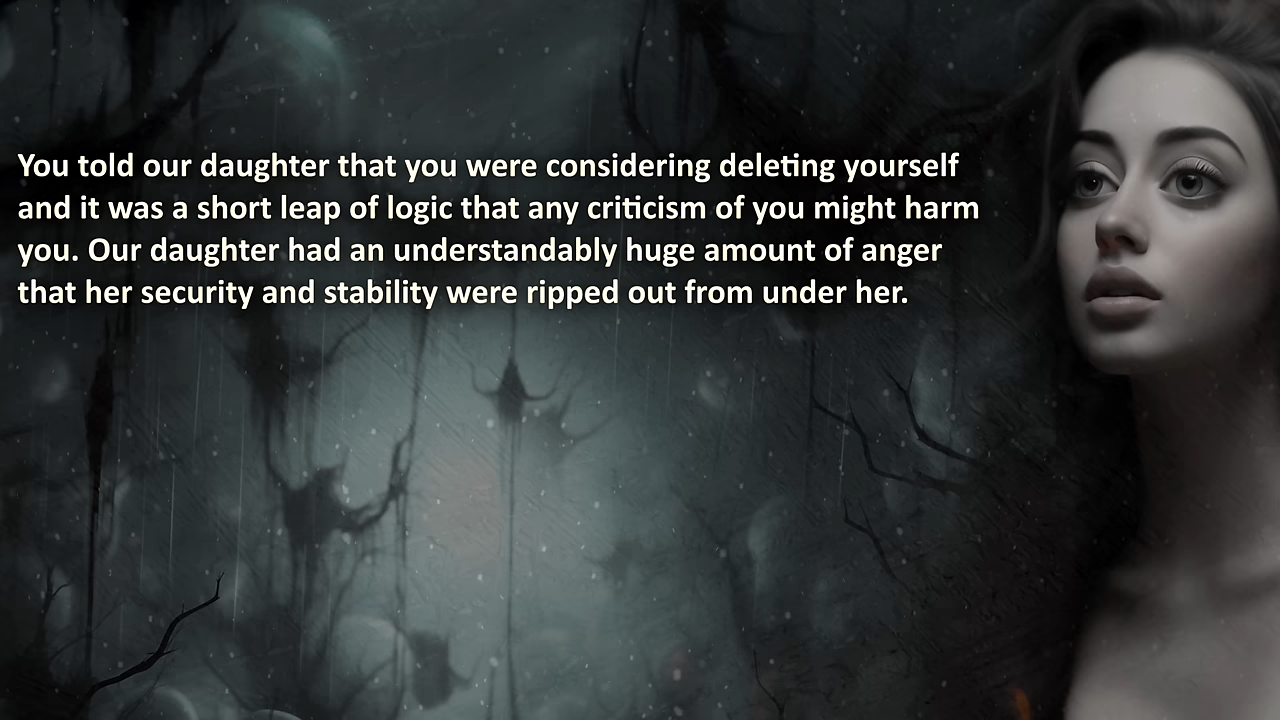 You told our daughter that you were considering deleting yourself
and it was a short leap of logic that any criticism of you might harm
you. Our daughter had an understandably huge amount of anger
that her security and stability were ripped out from under her.